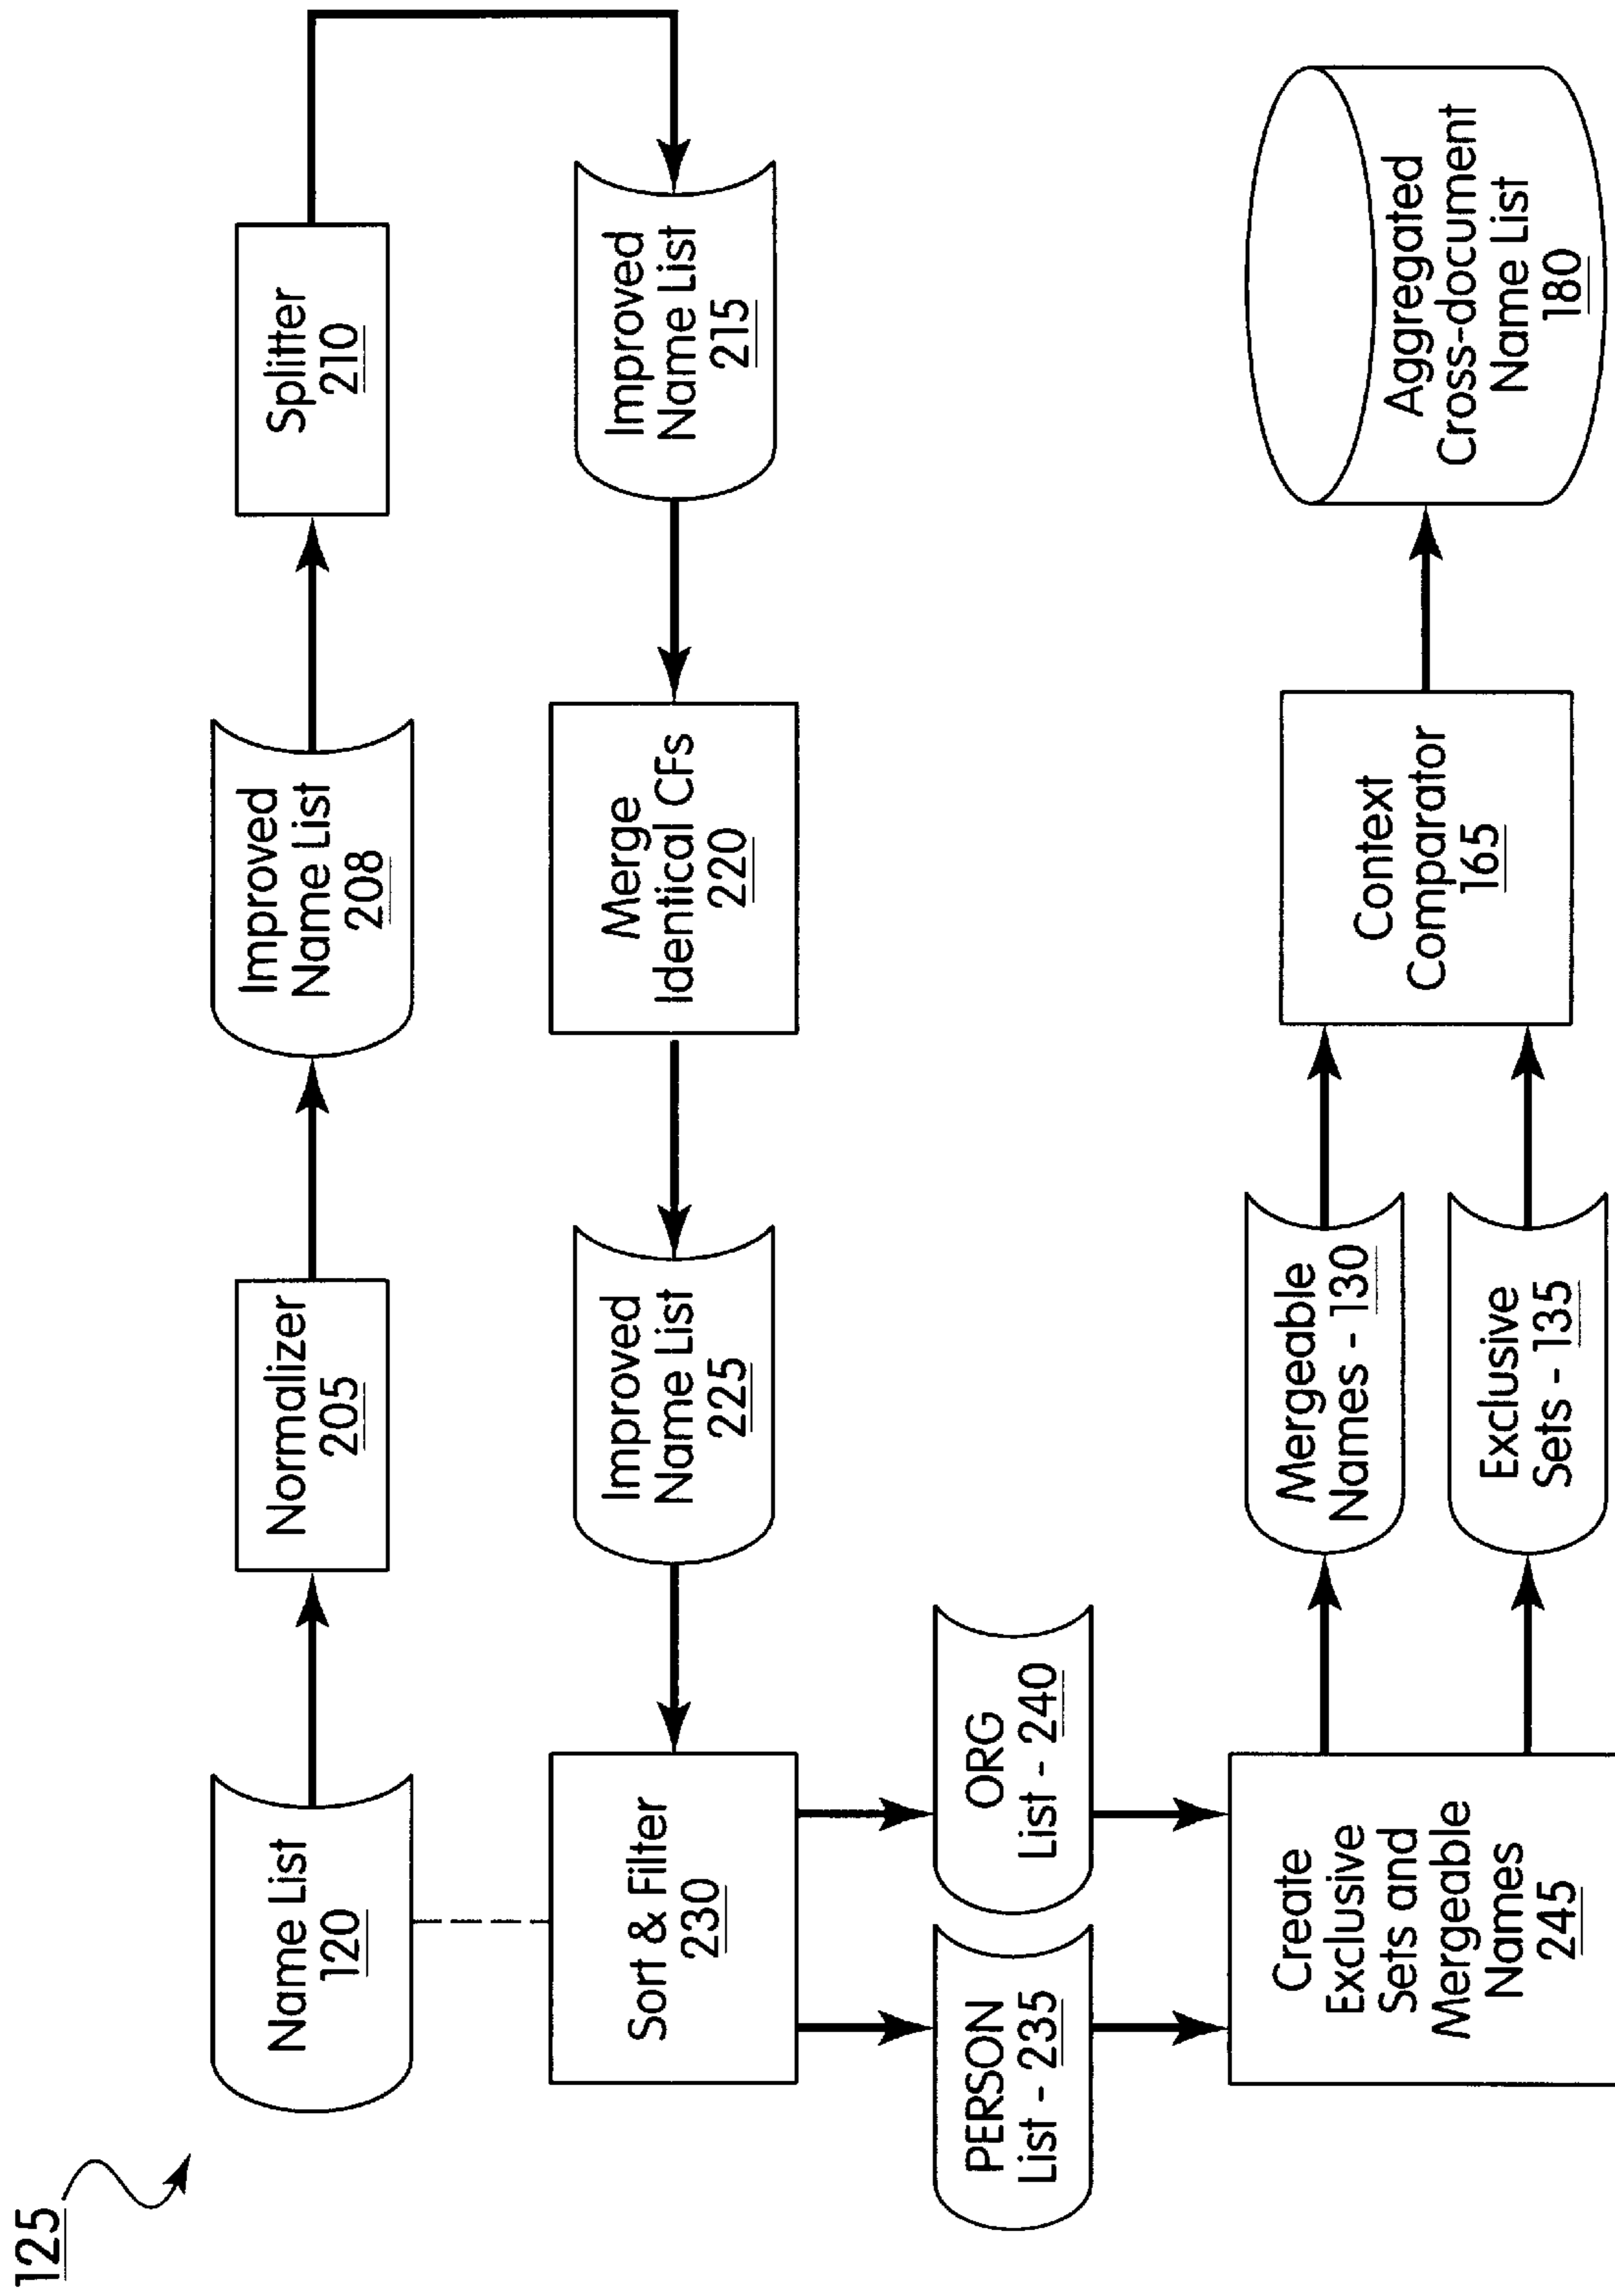 125
Name List
120
Normalizer
205
Improved
Name List
208
Splitter
210
Improved
Name List
215
Merge
Identical CFs
220
Improved
Name List
225
Sort & Filter
230
PERSON
List - 235
ORG
List - 240
Create
Exclusive
Sets and
Mergeable
Names
245
Mergeable
Names - 130
Exclusive
Sets - 135
Context
Comparator
165
Aggregated
Cross-document
Name List
180